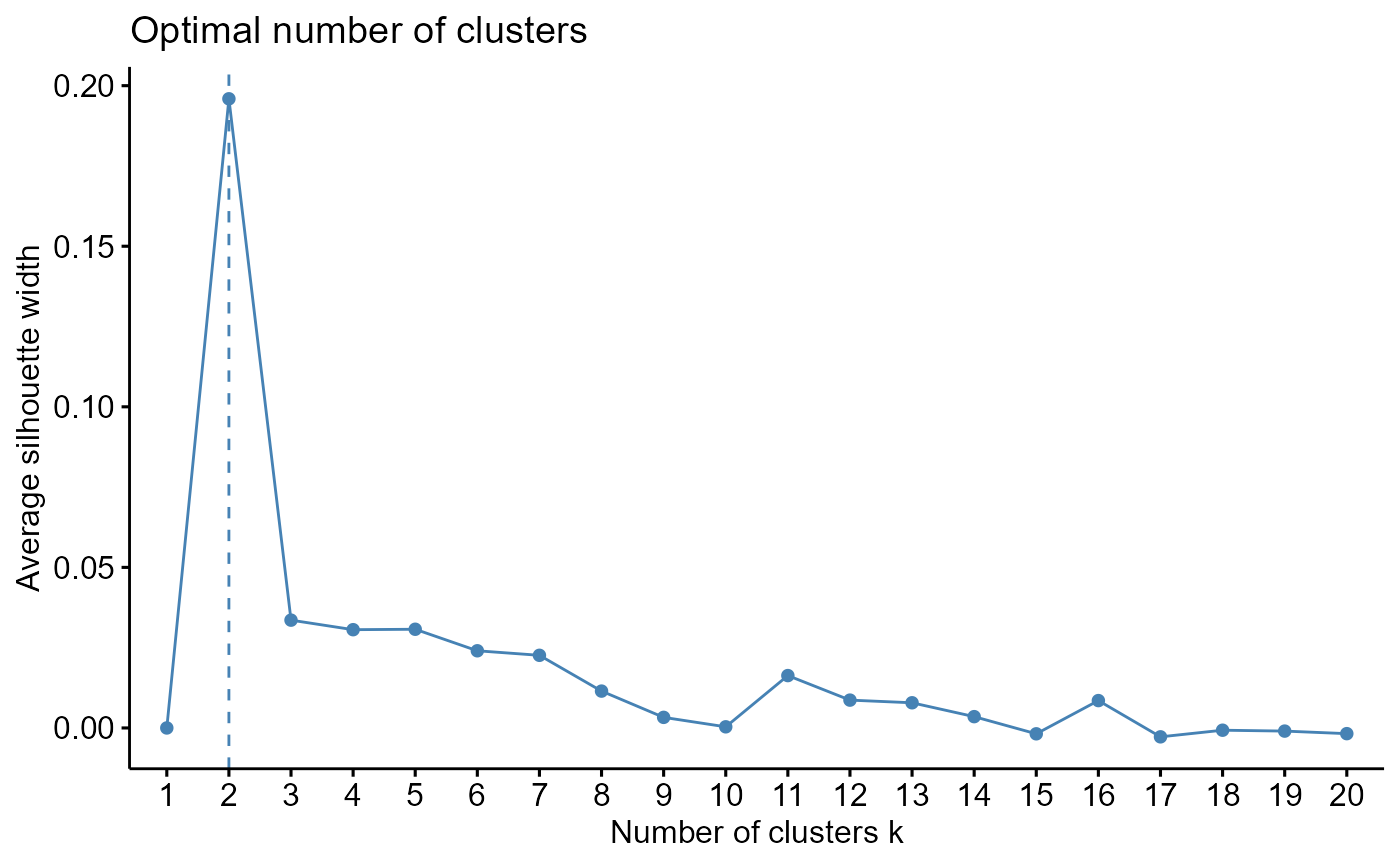 Optimal number of clusters
Average silhouette width
0.20
0.15
0.10
0.05
0.00
1 2 3 4 5 6 7 8 9 10 11 12 13 14 15 16 17 18 19 20
Number of clusters k